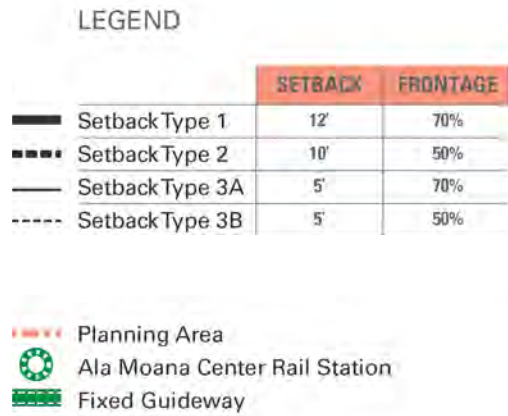 LEGEND
SETBACK FRONTAGE
Setback Type 1 12' 70%
Setback Type 2 10' 50%
Setback Type 3A 5' 70%
Setback Type 3B 5' 50%
Planning Area
Ala Moana Center Rail Station
Fixed Guideway